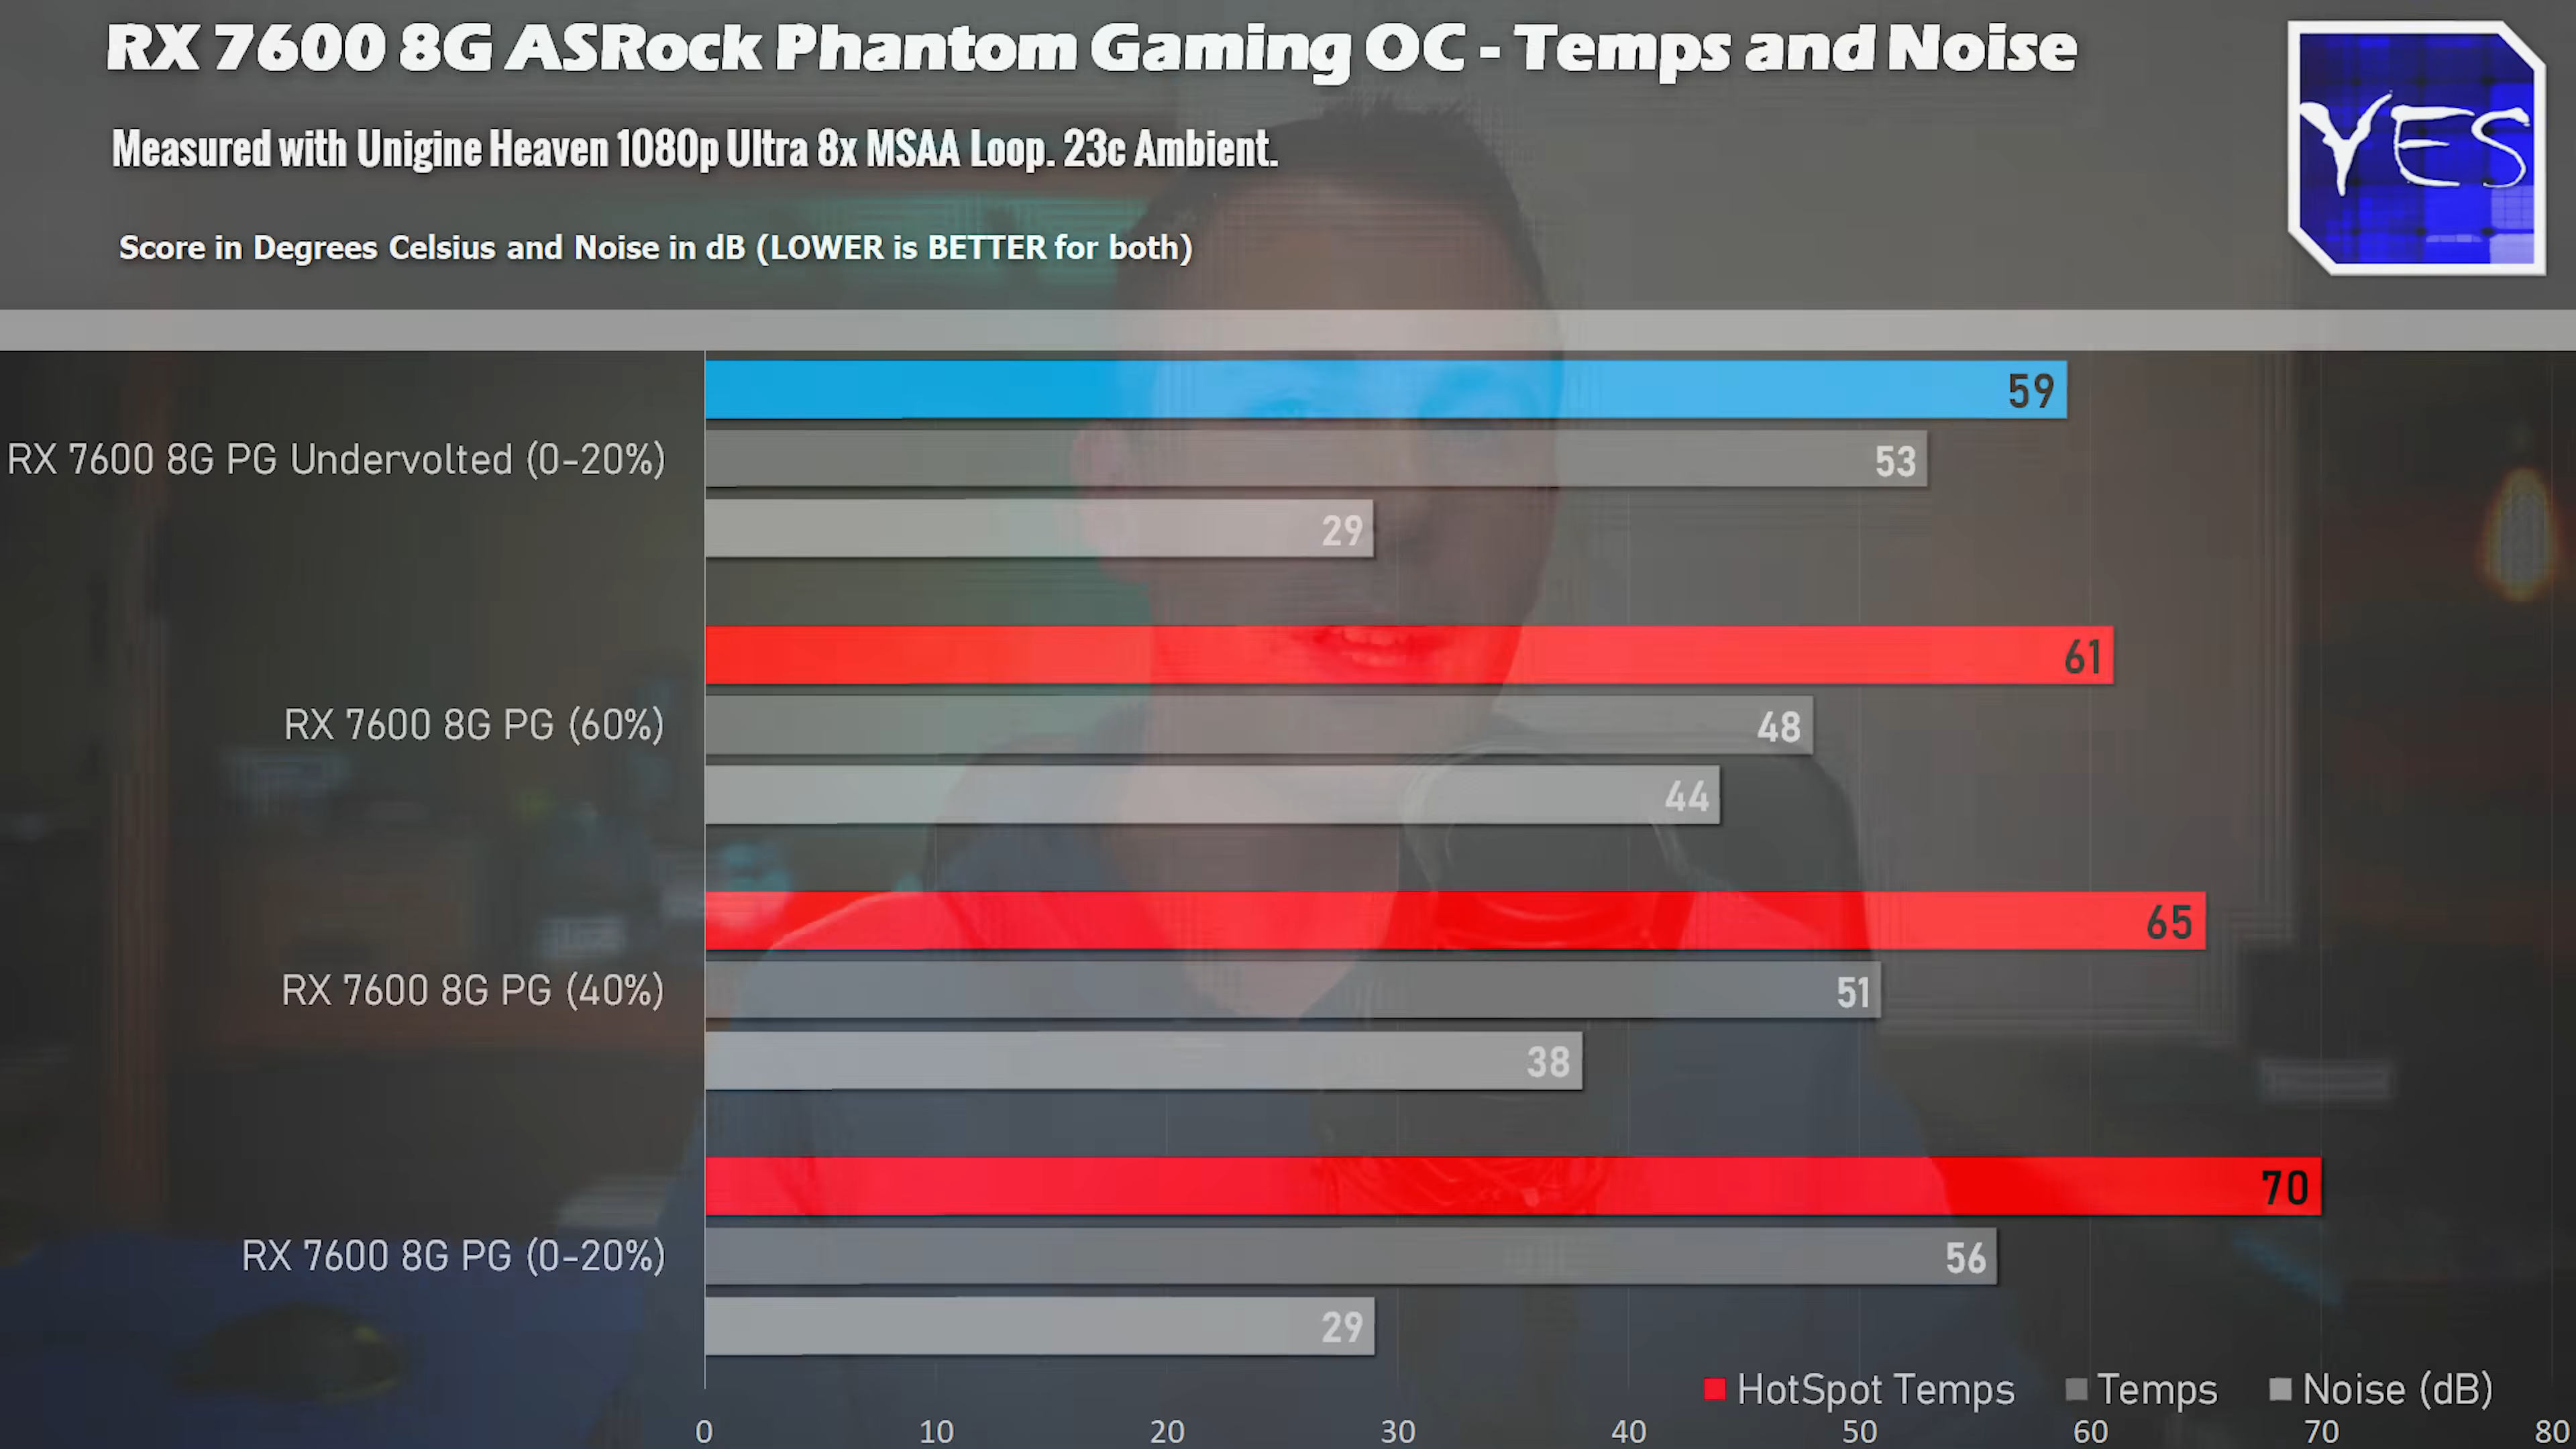 RX 7600 8G ASRock Phantom Gaming OC - Temps and Noise
YES
Measured with Unigine Heaven 1080p Ultra 8x MSAA Loop. 23c Ambient.
Score in Degrees Celsius and Noise in dB (LOWER is BETTER for both)
59
RX 7600 8G PG Undervolted (0-20%)
53
29
61
RX 7600 8G PG (60%)
48
44
65
RX 7600 8G PG (40%)
51
38
70
RX 7600 8G PG (0-20%)
56
29
HotSpot Temps Temps Noise (dB)
0 10 20 30 40 50 60 70 80